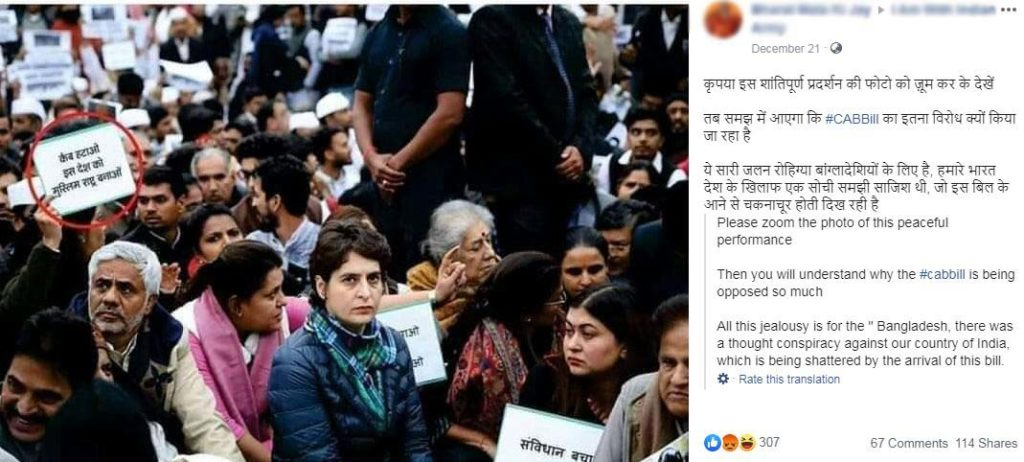 कैब हटाओ
इस देश को
मुस्लिम राष्ट्र बनाओं
ाओ
ाओ
संविधान बचा
December 21 ·
कृपया इस शांतिपूर्ण प्रदर्शन की फोटो को ज़ूम कर के देखें
तब समझ में आएगा कि #CABBill का इतना विरोध क्यों किया
जा रहा है
ये सारी जलन रोहिग्या बांग्लादेशियों के लिए है, हमारे भारत
देश के खिलाफ एक सोची समझी साजिश थी, जो इस बिल के
आने से चकनाचूर होती दिख रही है
Please zoom the photo of this peaceful
performance
Then you will understand why the #cabbill is being
opposed so much
All this jealousy is for the " Bangladesh, there was
a thought conspiracy against our country of India,
which is being shattered by the arrival of this bill.
· Rate this translation
307
67 Comments 114 Shares